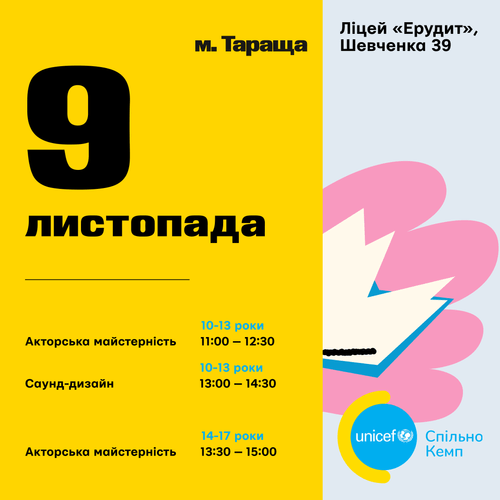 м. Тараща
Ліцей «Ерудит»,
Шевченка 39
9
листопада
10-13 роки
Акторська майстерність 11:00 – 12:30
10-13 роки
Саунд-дизайн 13:00 – 14:30
14-17 роки
Акторська майстерність 13:30 – 15:00
unicef
Спільно
Кемп